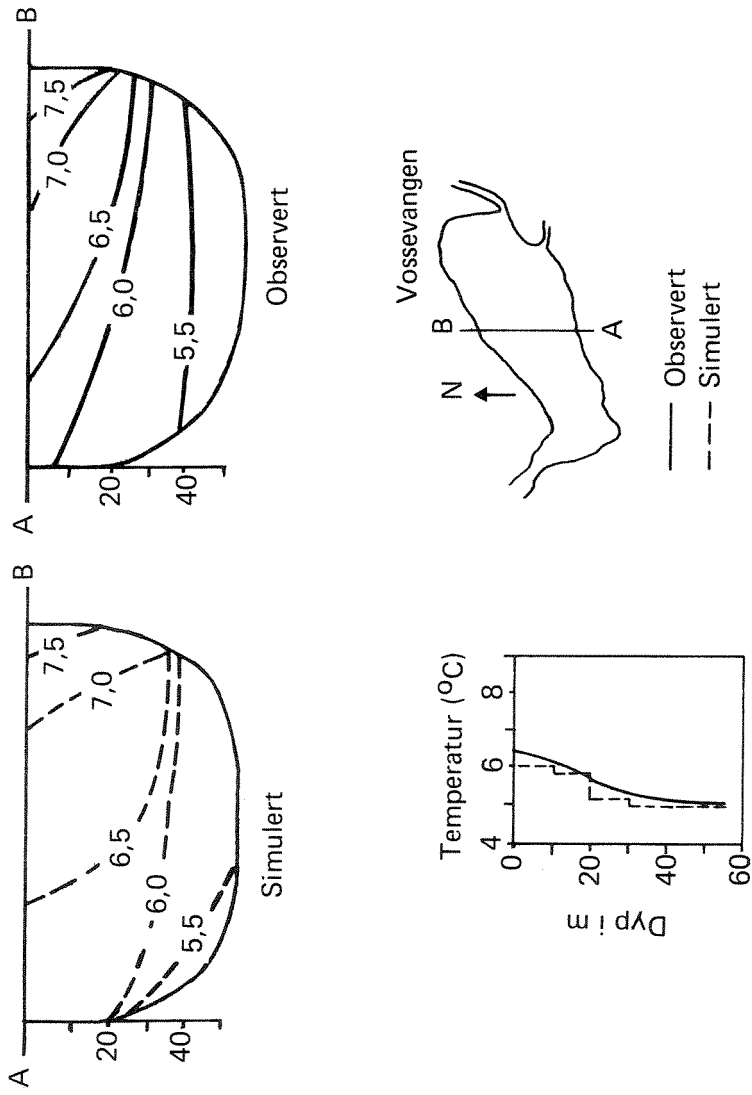 A
B
7,5
7,0
6,5
6,0
5,5
20
40
Simulert
A
B
7,5
7,0
6,5
6,0
5,5
20
40
Observert
Temperatur (°C)
4
6
8
0
20
40
60
Dyp i m
Vossevangen
N
B
A
Observert
Simulert